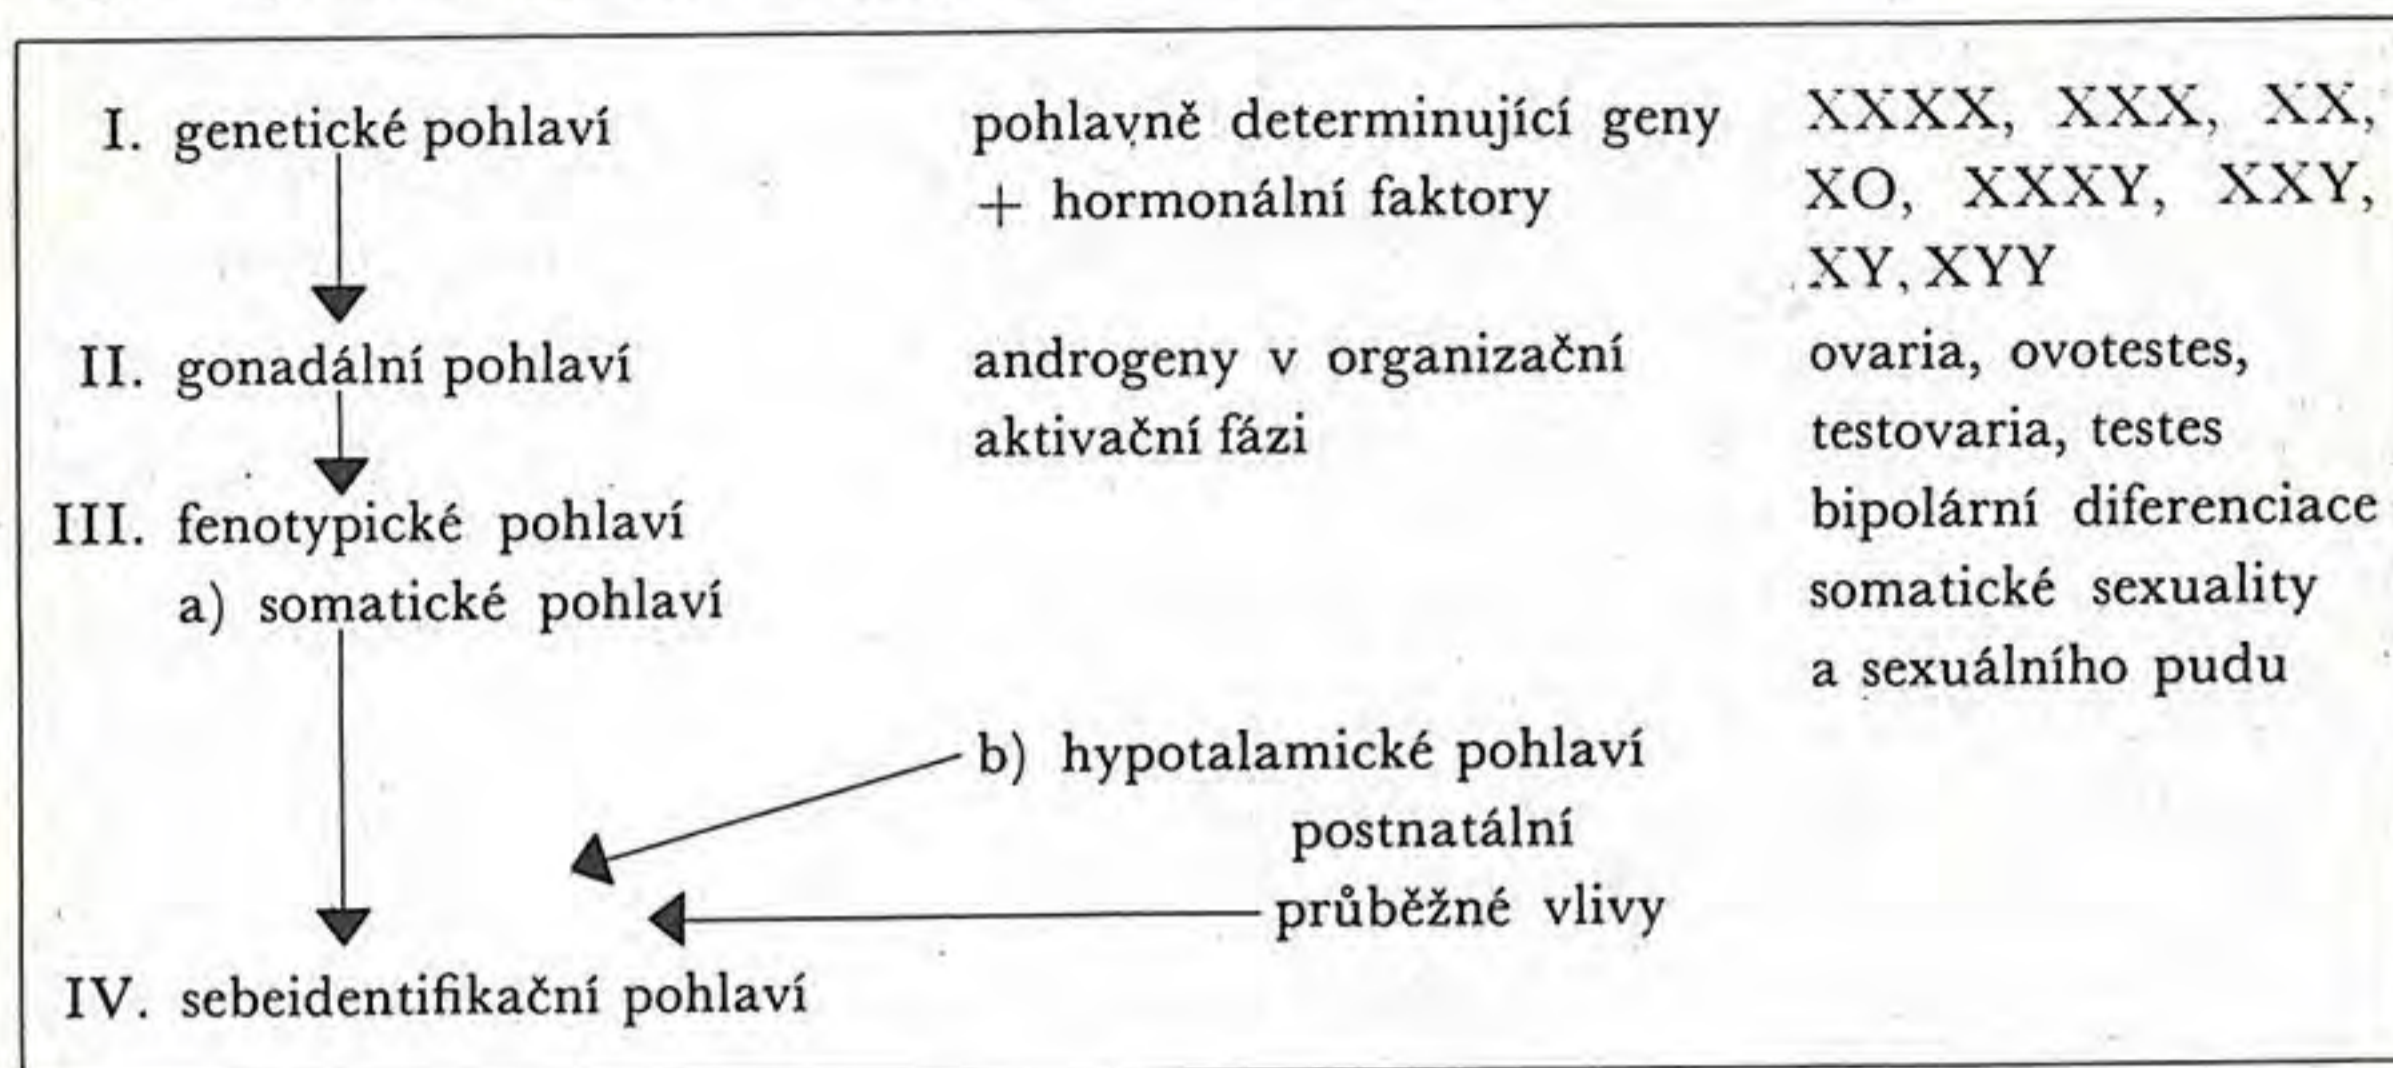 I. genetické pohlaví
pohlavně determinující geny
+ hormonální faktory
XXXX, XXX, XX,
XO, XXXY, XXY,
XY, XYY
II. gonadální pohlaví
androgeny v organizační
aktivační fázi
ovaria, ovotestes,
testovaria, testes
III. fenotypické pohlaví
a) somatické pohlaví
bipolární diferenciace
somatické sexuality
a sexuálního pudu
b) hypotalamické pohlaví
postnatální
průběžné vlivy
IV. sebeidentifikační pohlaví